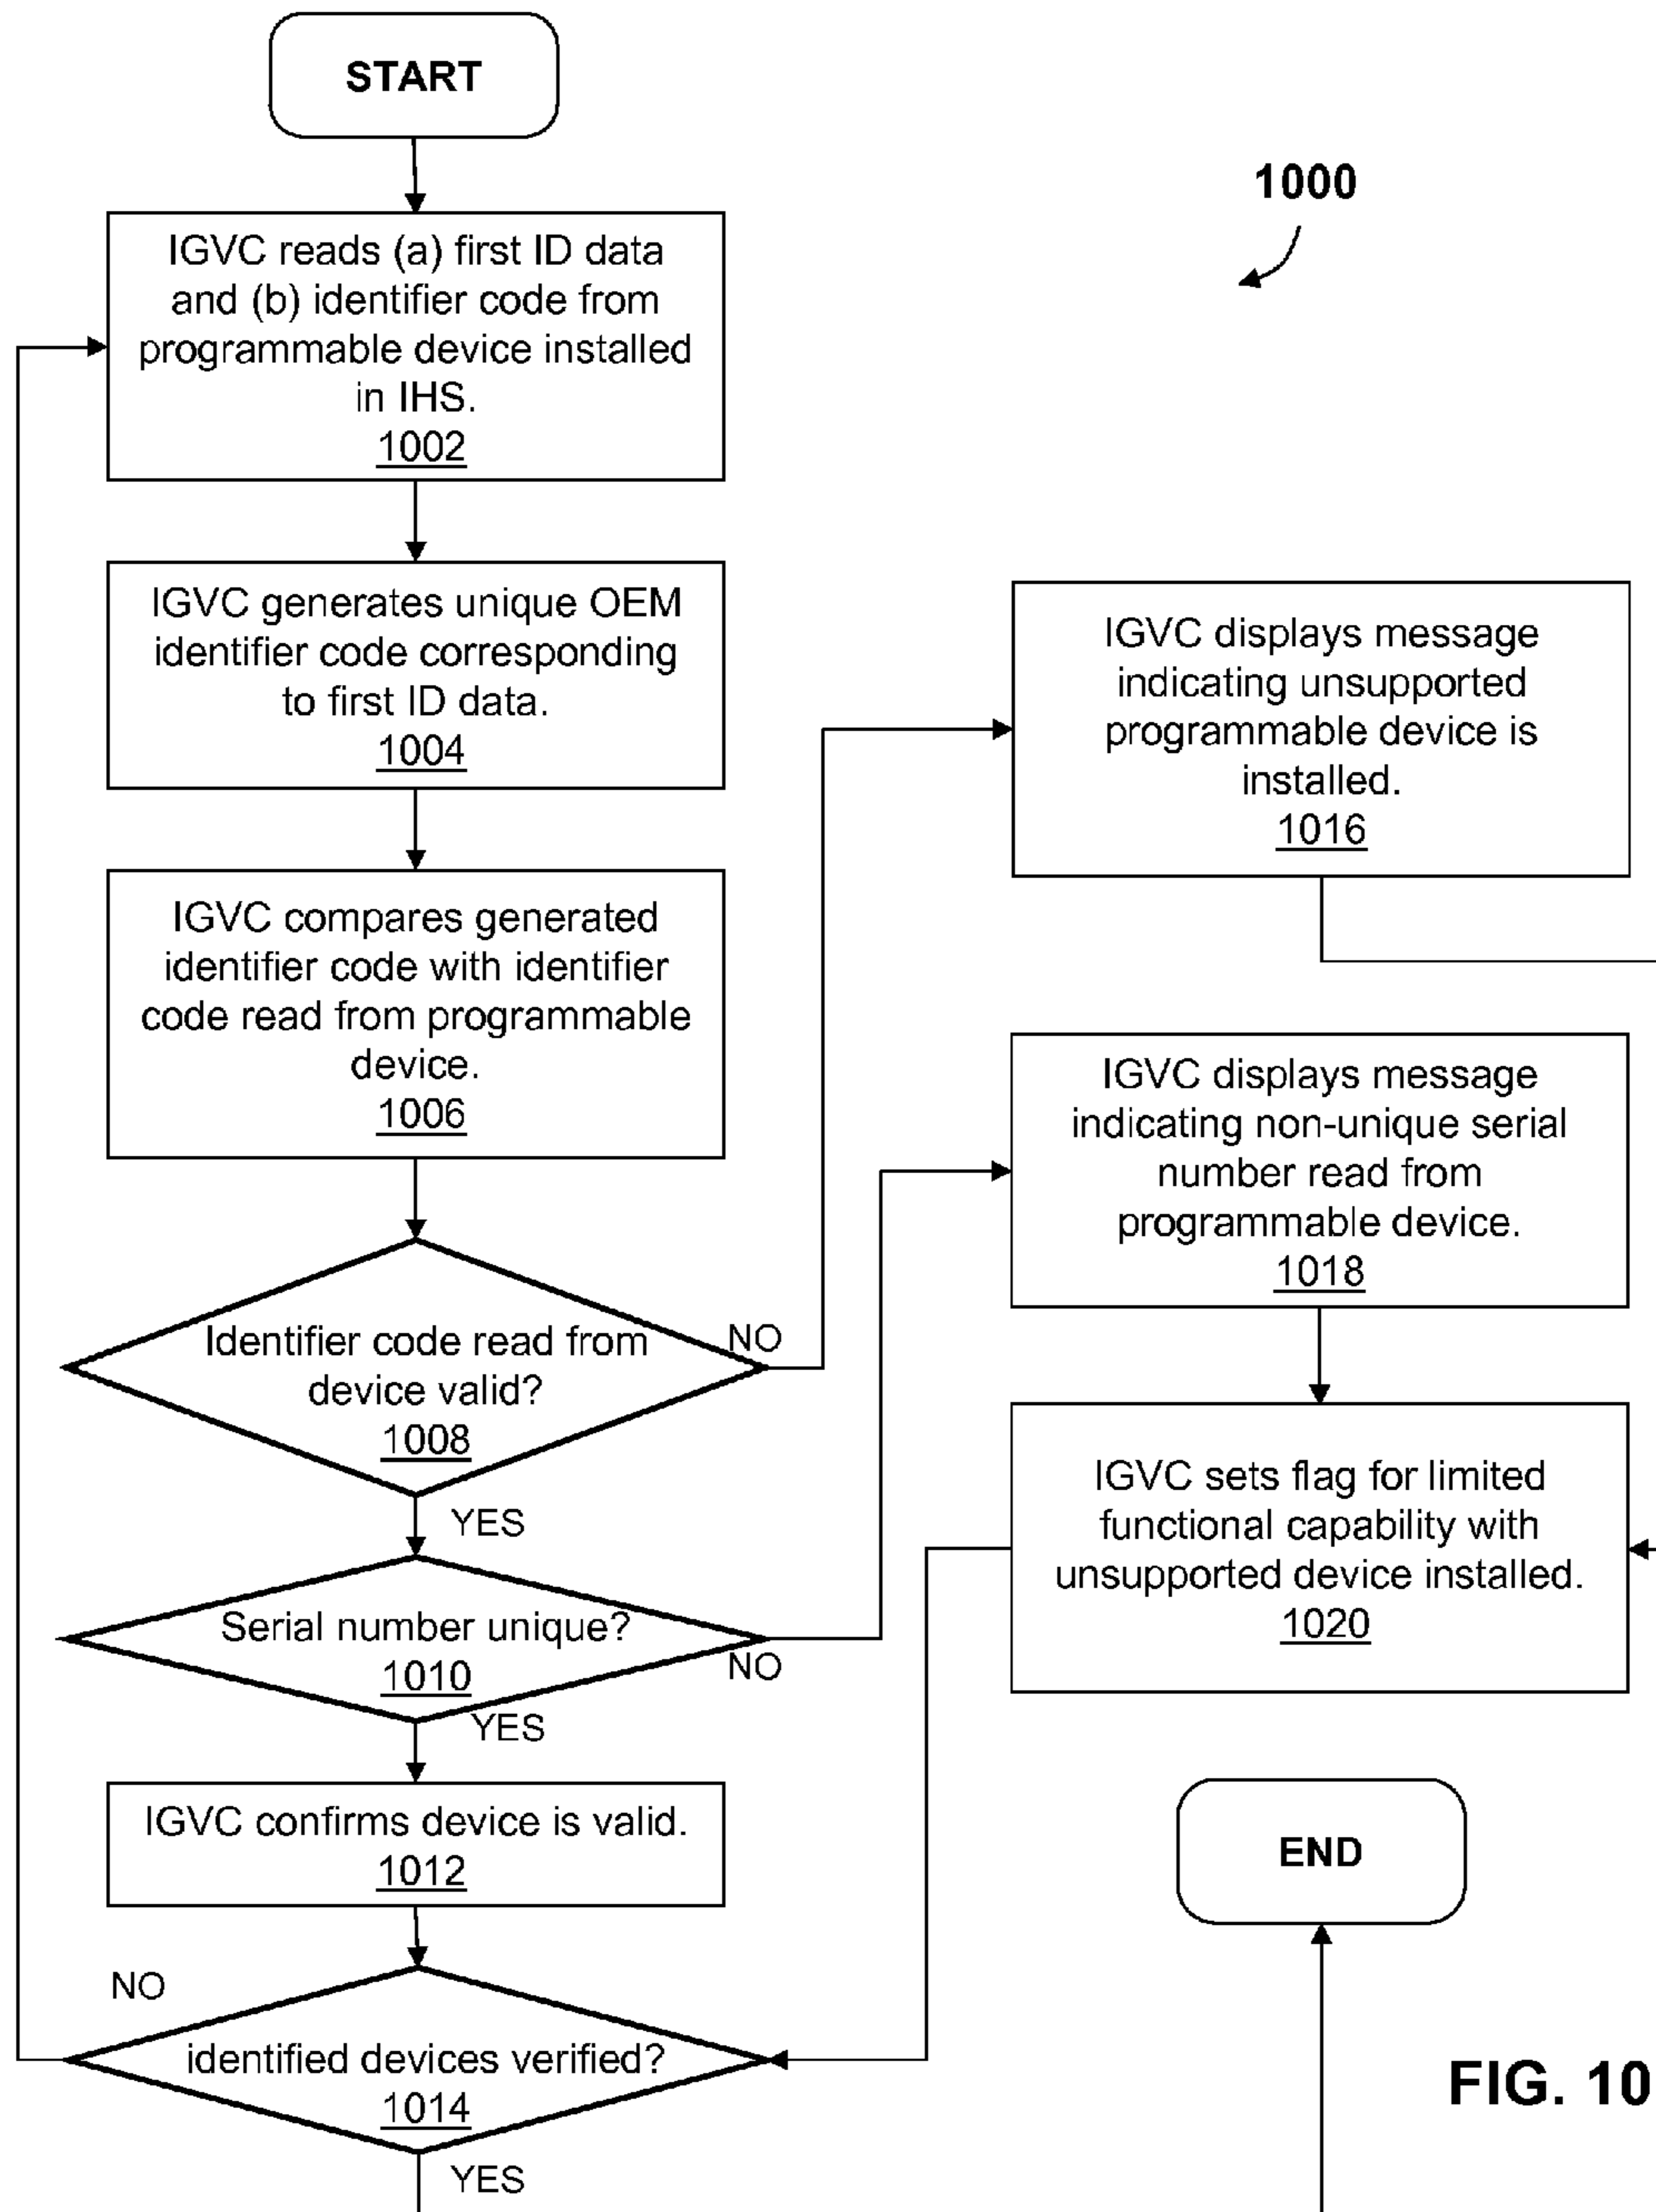 START
1000
IGVC reads (a) first ID data
and (b) identifier code from
programmable device installed
in IHS.
1002
IGVC generates unique OEM
identifier code corresponding
to first ID data.
1004
IGVC compares generated
identifier code with identifier
code read from programmable
device.
1006
Identifier code read from
device valid?
1008
NO
YES
Serial number unique?
1010
NO
YES
IGVC confirms device is valid.
1012
NO
identified devices verified?
1014
YES
IGVC displays message
indicating unsupported
programmable device is
installed.
1016
IGVC displays message
indicating non-unique serial
number read from
programmable device.
1018
IGVC sets flag for limited
functional capability with
unsupported device installed.
1020
END
FIG. 10